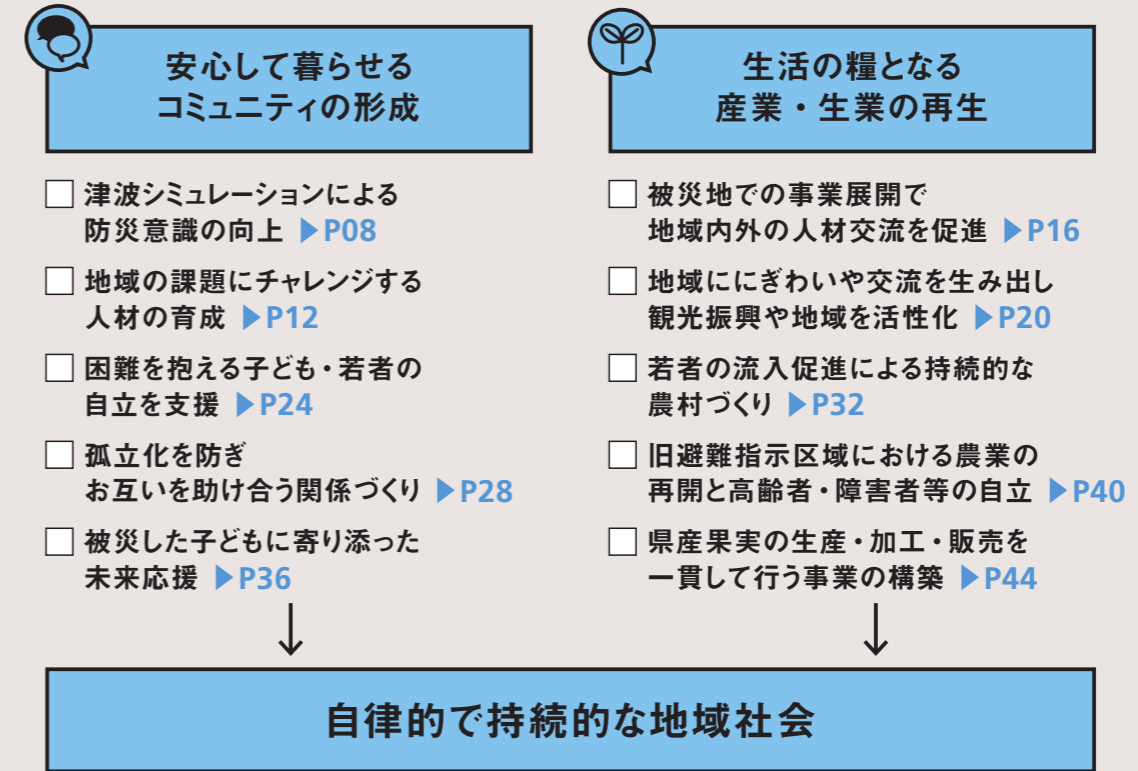 安心して暮らせる
コミュニティの形成
□ 津波シミュレーションによる
防災意識の向上 ▶P08
□ 地域の課題にチャレンジする
人材の育成 ▶P12
□ 困難を抱える子ども・若者の
自立を支援 ▶P24
□ 孤立化を防ぎ
お互いを助け合う関係づくり ▶P28
□ 被災した子どもに寄り添った
未来応援 ▶P36
生活の糧となる
産業・生業の再生
□ 被災地での事業展開で
地域内外の人材交流を促進 ▶P16
□ 地域ににぎわいや交流を生み出し
観光振興や地域を活性化 ▶P20
□ 若者の流入促進による持続的な
農村づくり ▶P32
□ 旧避難指示区域における農業の
再開と高齢者・障害者等の自立 ▶P40
□ 県産果実の生産・加工・販売を
一貫して行う事業の構築 ▶P44
自律的で持続的な地域社会